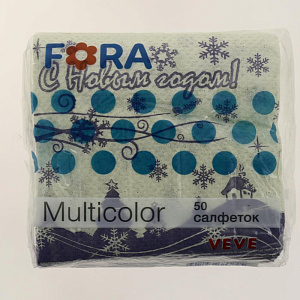 FORA
С Новым годом!
Multicolor
50
салфеток
VEVE